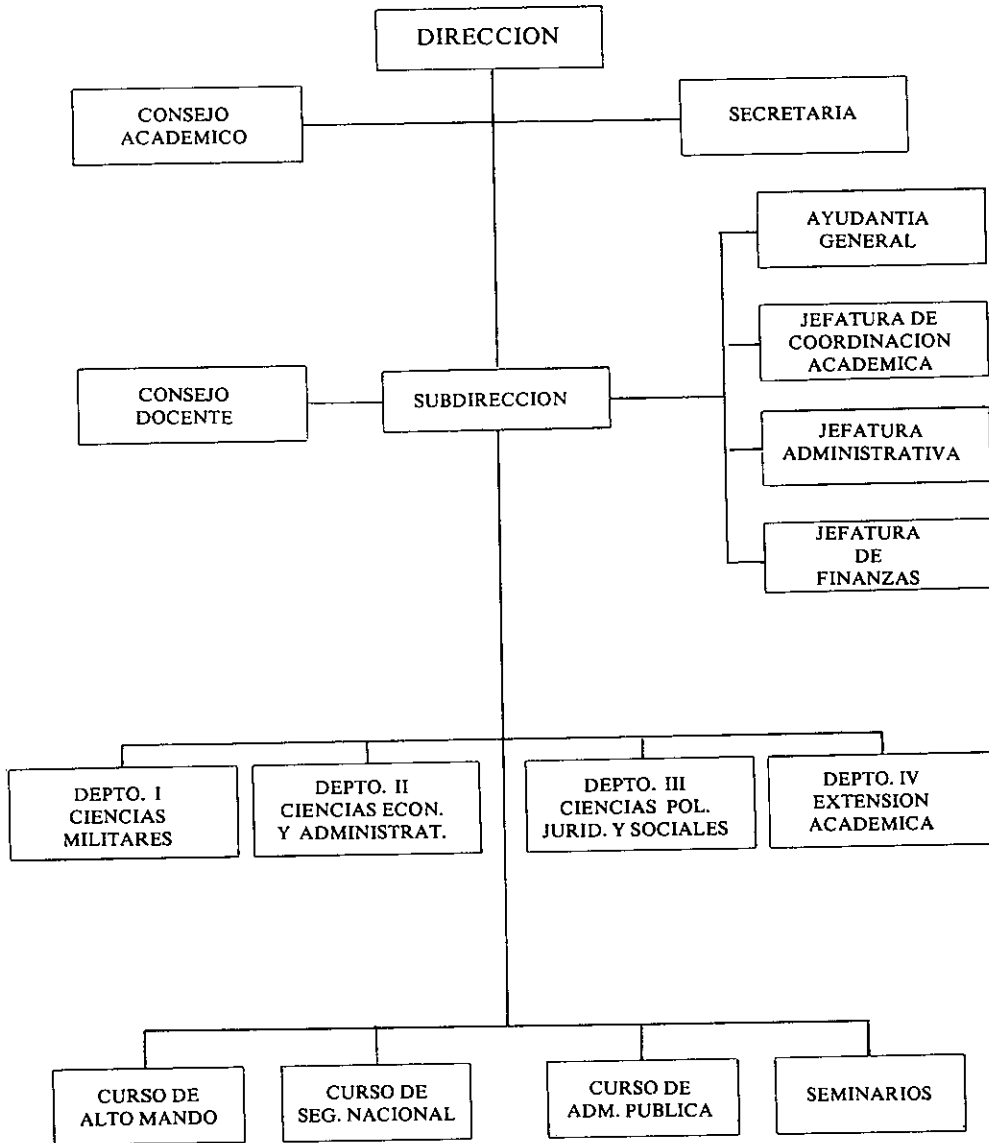 DIRECCION
CONSEJO
ACADEMICO
SECRETARIA
AYUDANTIA
GENERAL
JEFATURA DE
COORDINACION
ACADEMICA
CONSEJO
DOCENTE
SUBDIRECCION
JEFATURA
ADMINISTRATIVA
JEFATURA
DE
FINANZAS
DEPTO. I
CIENCIAS
MILITARES
DEPTO. II
CIENCIAS ECON.
Y ADMINISTRAT.
DEPTO. III
CIENCIAS POL.
JURID. Y SOCIALES
DEPTO. IV
EXTENSION
ACADEMICA
CURSO DE
ALTO MANDO
CURSO DE
SEG. NACIONAL
CURSO DE
ADM. PUBLICA
SEMINARIOS